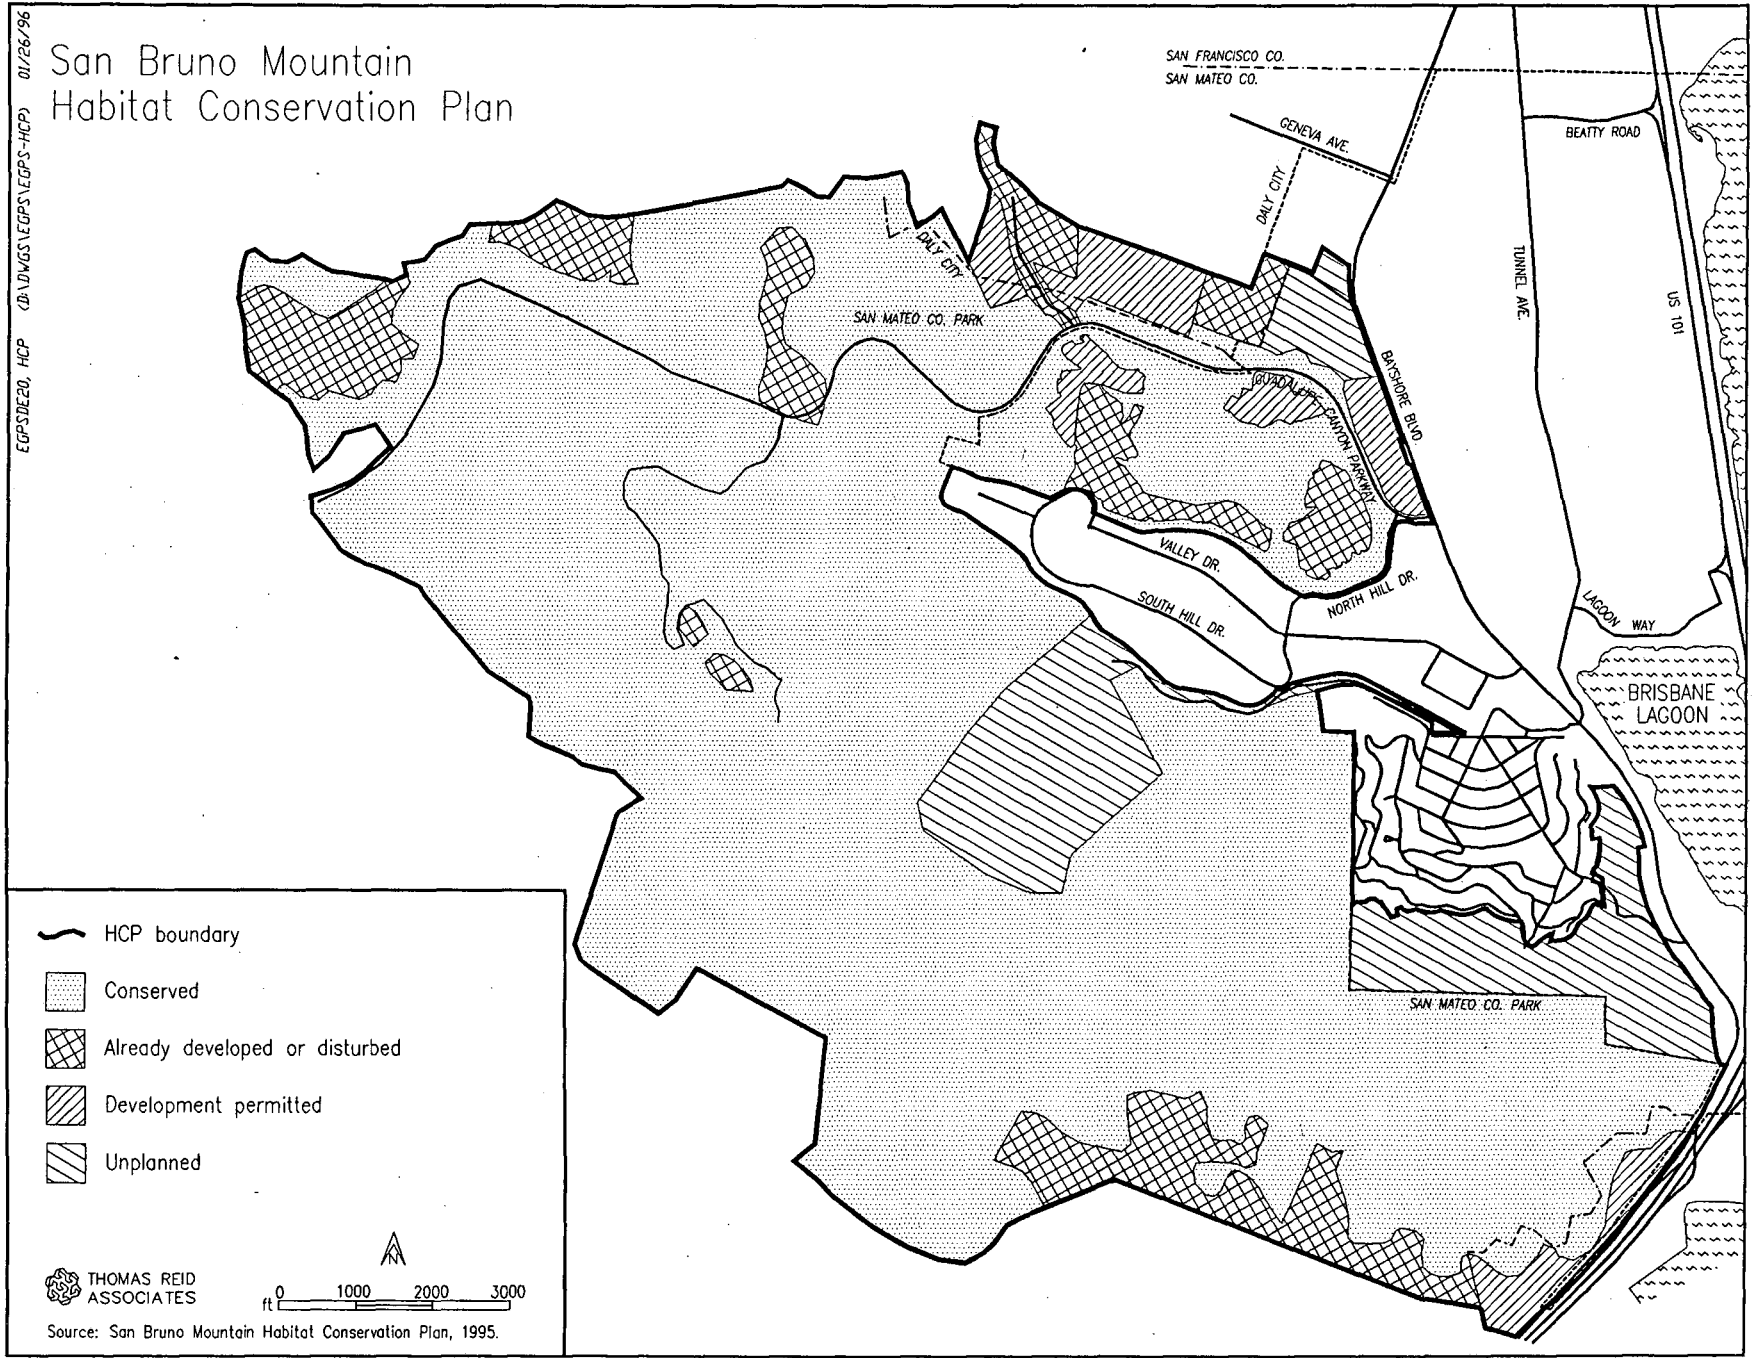 EGPSDE20, HCP (D:\DWGS\EGPS\EGPS-HCP) 01/26/96
San Bruno Mountain
Habitat Conservation Plan
SAN FRANCISCO CO.
SAN MATEO CO.
GENEVA AVE.
BEATTY ROAD
DALY CITY
DALY CITY
TUNNEL AVE.
US 101
SAN MATEO CO. PARK
BAYSHORE BLVD.
GUADALUPE CANYON PARKWAY
VALLEY DR.
SOUTH HILL DR.
NORTH HILL DR.
LAGOON WAY
BRISBANE
LAGOON
SAN MATEO CO. PARK
HCP boundary
Conserved
Already developed or disturbed
Development permitted
Unplanned
N
THOMAS REID
ASSOCIATES
ft 0 1000 2000 3000
Source: San Bruno Mountain Habitat Conservation Plan, 1995.